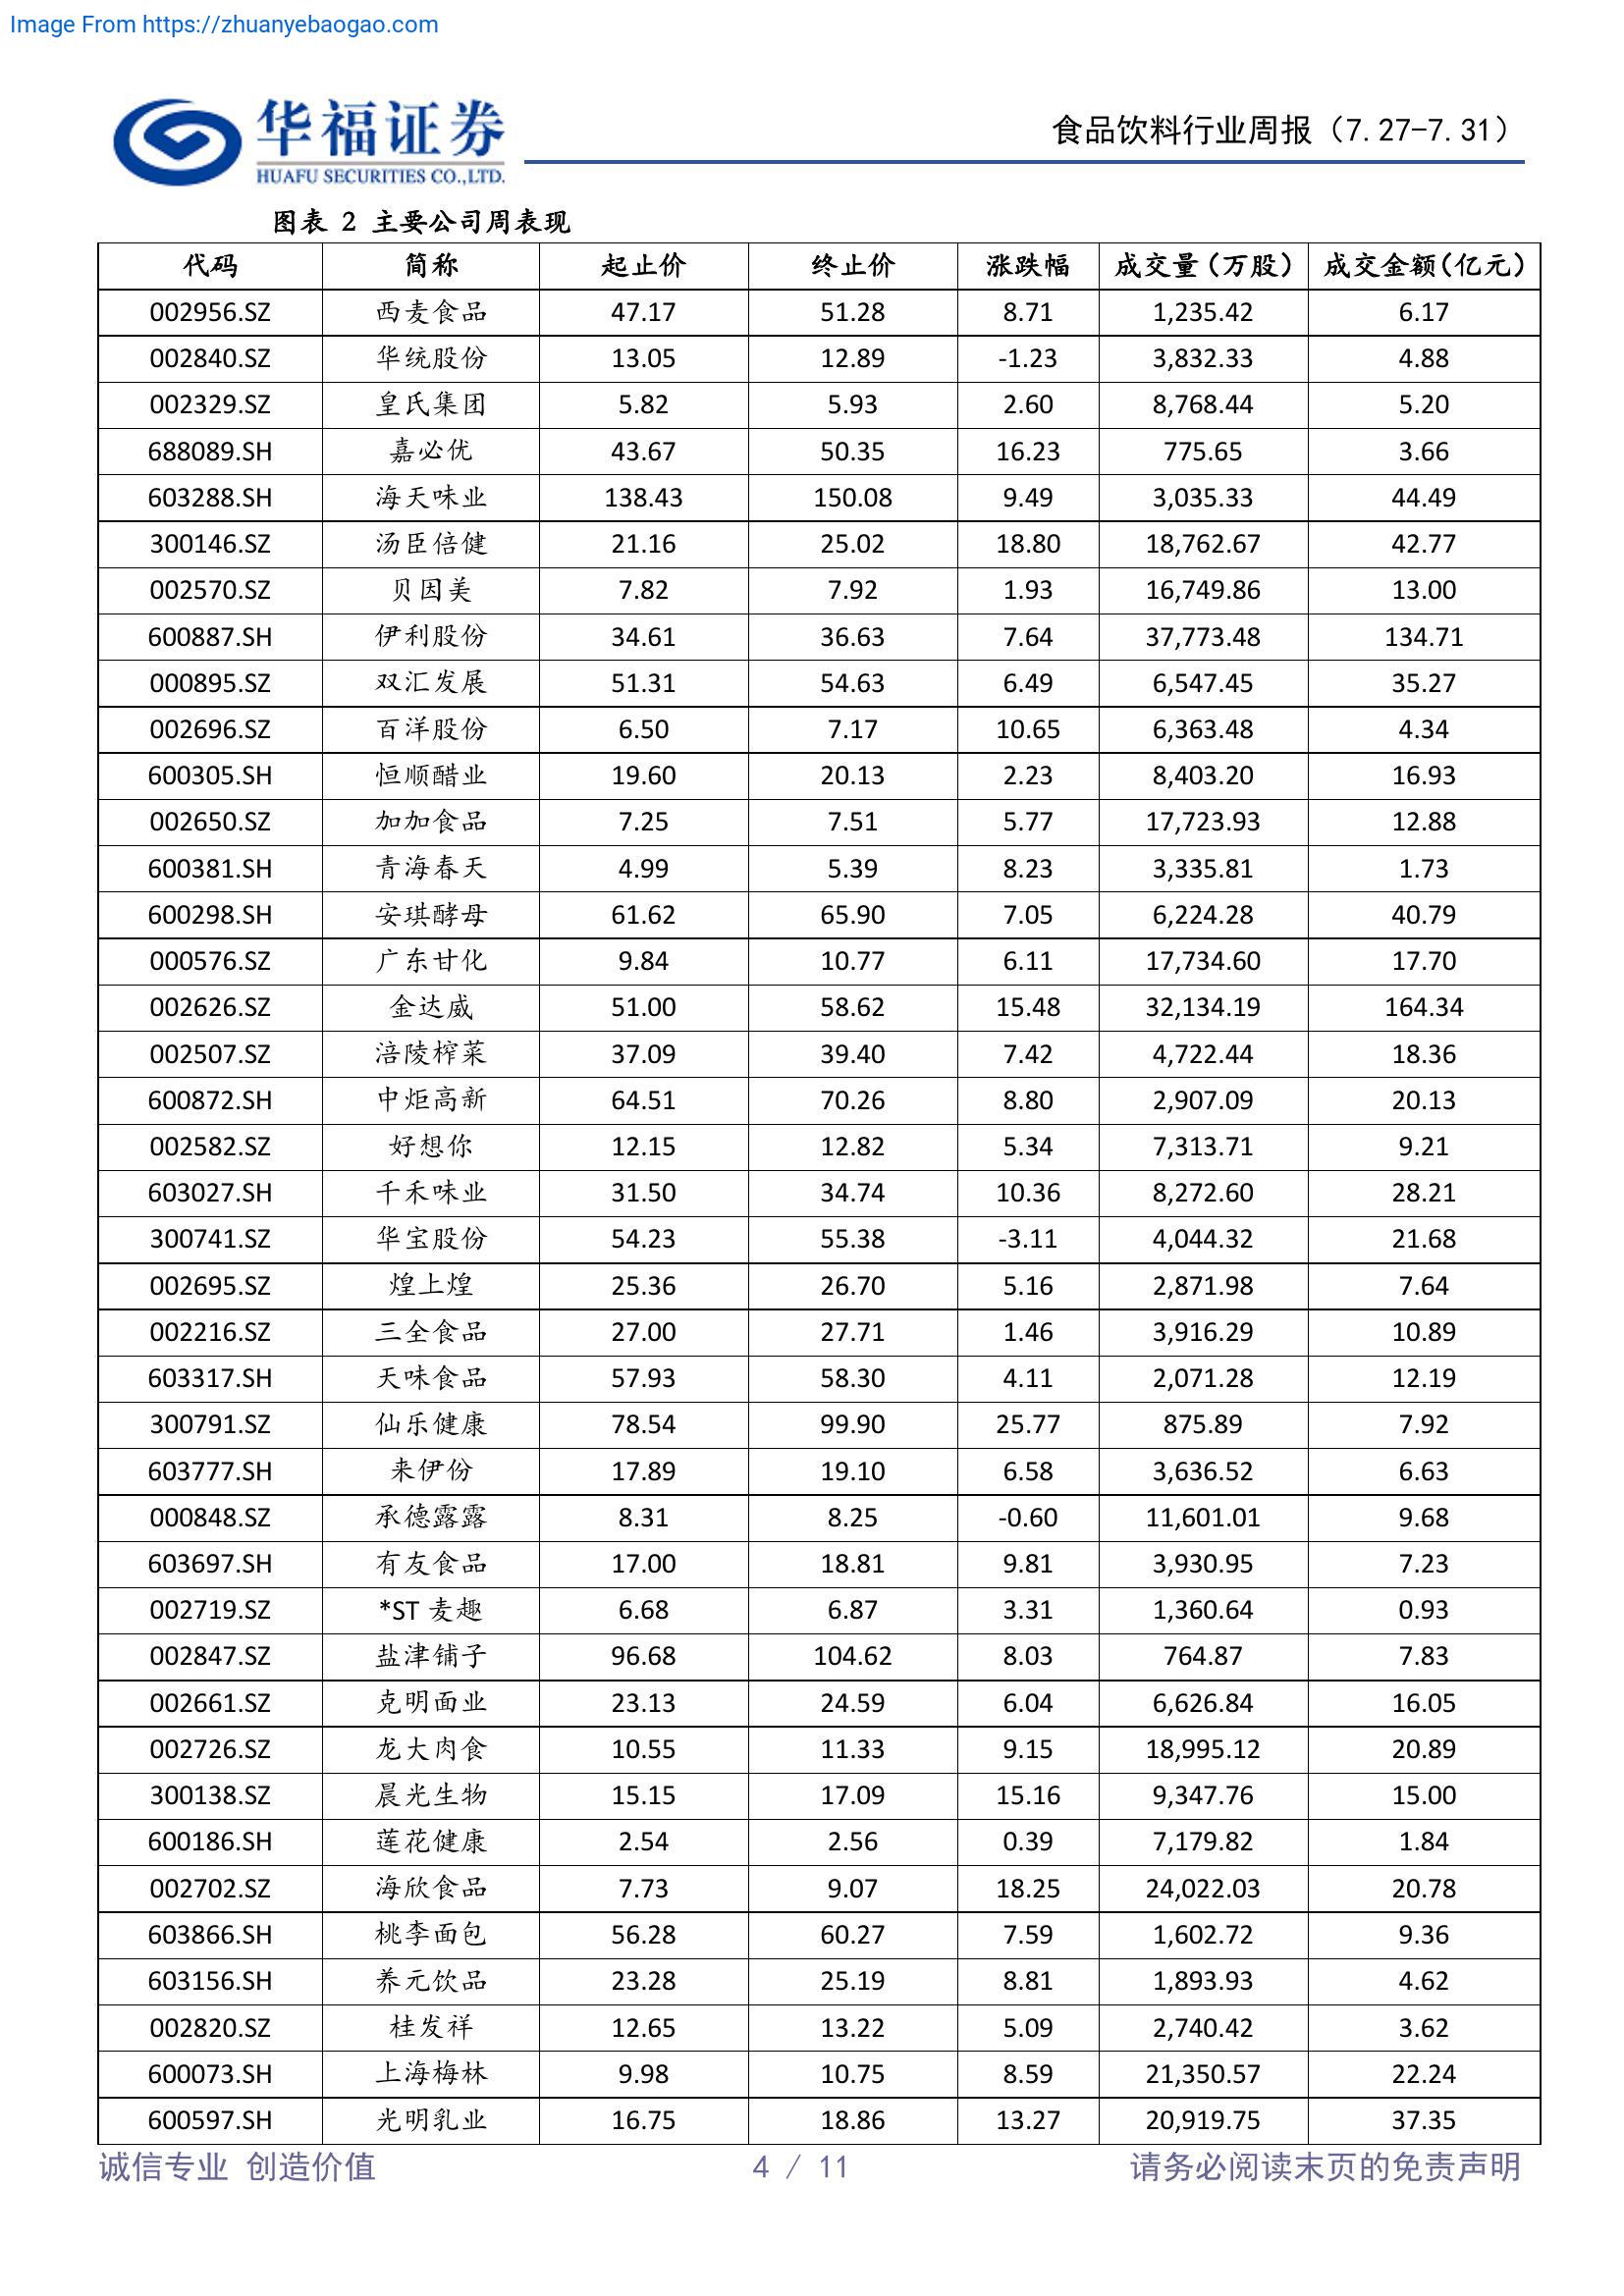 Image From https://zhuanyebaogao.com
华福证券
HUAFU SECURITIES CO.,LTD.
食品饮料行业周报（7.27-7.31）
图表 2 主要公司周表现
代码 简称 起止价 终止价 涨跌幅 成交量（万股） 成交金额(亿元)
002956.SZ 西麦食品 47.17 51.28 8.71 1,235.42 6.17
002840.SZ 华统股份 13.05 12.89 -1.23 3,832.33 4.88
002329.SZ 皇氏集团 5.82 5.93 2.60 8,768.44 5.20
688089.SH 嘉必优 43.67 50.35 16.23 775.65 3.66
603288.SH 海天味业 138.43 150.08 9.49 3,035.33 44.49
300146.SZ 汤臣倍健 21.16 25.02 18.80 18,762.67 42.77
002570.SZ 贝因美 7.82 7.92 1.93 16,749.86 13.00
600887.SH 伊利股份 34.61 36.63 7.64 37,773.48 134.71
000895.SZ 双汇发展 51.31 54.63 6.49 6,547.45 35.27
002696.SZ 百洋股份 6.50 7.17 10.65 6,363.48 4.34
600305.SH 恒顺醋业 19.60 20.13 2.23 8,403.20 16.93
002650.SZ 加加食品 7.25 7.51 5.77 17,723.93 12.88
600381.SH 青海春天 4.99 5.39 8.23 3,335.81 1.73
600298.SH 安琪酵母 61.62 65.90 7.05 6,224.28 40.79
000576.SZ 广东甘化 9.84 10.77 6.11 17,734.60 17.70
002626.SZ 金达威 51.00 58.62 15.48 32,134.19 164.34
002507.SZ 涪陵榨菜 37.09 39.40 7.42 4,722.44 18.36
600872.SH 中炬高新 64.51 70.26 8.80 2,907.09 20.13
002582.SZ 好想你 12.15 12.82 5.34 7,313.71 9.21
603027.SH 千禾味业 31.50 34.74 10.36 8,272.60 28.21
300741.SZ 华宝股份 54.23 55.38 -3.11 4,044.32 21.68
002695.SZ 煌上煌 25.36 26.70 5.16 2,871.98 7.64
002216.SZ 三全食品 27.00 27.71 1.46 3,916.29 10.89
603317.SH 天味食品 57.93 58.30 4.11 2,071.28 12.19
300791.SZ 仙乐健康 78.54 99.90 25.77 875.89 7.92
603777.SH 来伊份 17.89 19.10 6.58 3,636.52 6.63
000848.SZ 承德露露 8.31 8.25 -0.60 11,601.01 9.68
603697.SH 有友食品 17.00 18.81 9.81 3,930.95 7.23
002719.SZ *ST 麦趣 6.68 6.87 3.31 1,360.64 0.93
002847.SZ 盐津铺子 96.68 104.62 8.03 764.87 7.83
002661.SZ 克明面业 23.13 24.59 6.04 6,626.84 16.05
002726.SZ 龙大肉食 10.55 11.33 9.15 18,995.12 20.89
300138.SZ 晨光生物 15.15 17.09 15.16 9,347.76 15.00
600186.SH 莲花健康 2.54 2.56 0.39 7,179.82 1.84
002702.SZ 海欣食品 7.73 9.07 18.25 24,022.03 20.78
603866.SH 桃李面包 56.28 60.27 7.59 1,602.72 9.36
603156.SH 养元饮品 23.28 25.19 8.81 1,893.93 4.62
002820.SZ 桂发祥 12.65 13.22 5.09 2,740.42 3.62
600073.SH 上海梅林 9.98 10.75 8.59 21,350.57 22.24
600597.SH 光明乳业 16.75 18.86 13.27 20,919.75 37.35
诚信专业 创造价值 4 / 11 请务必阅读末页的免责声明